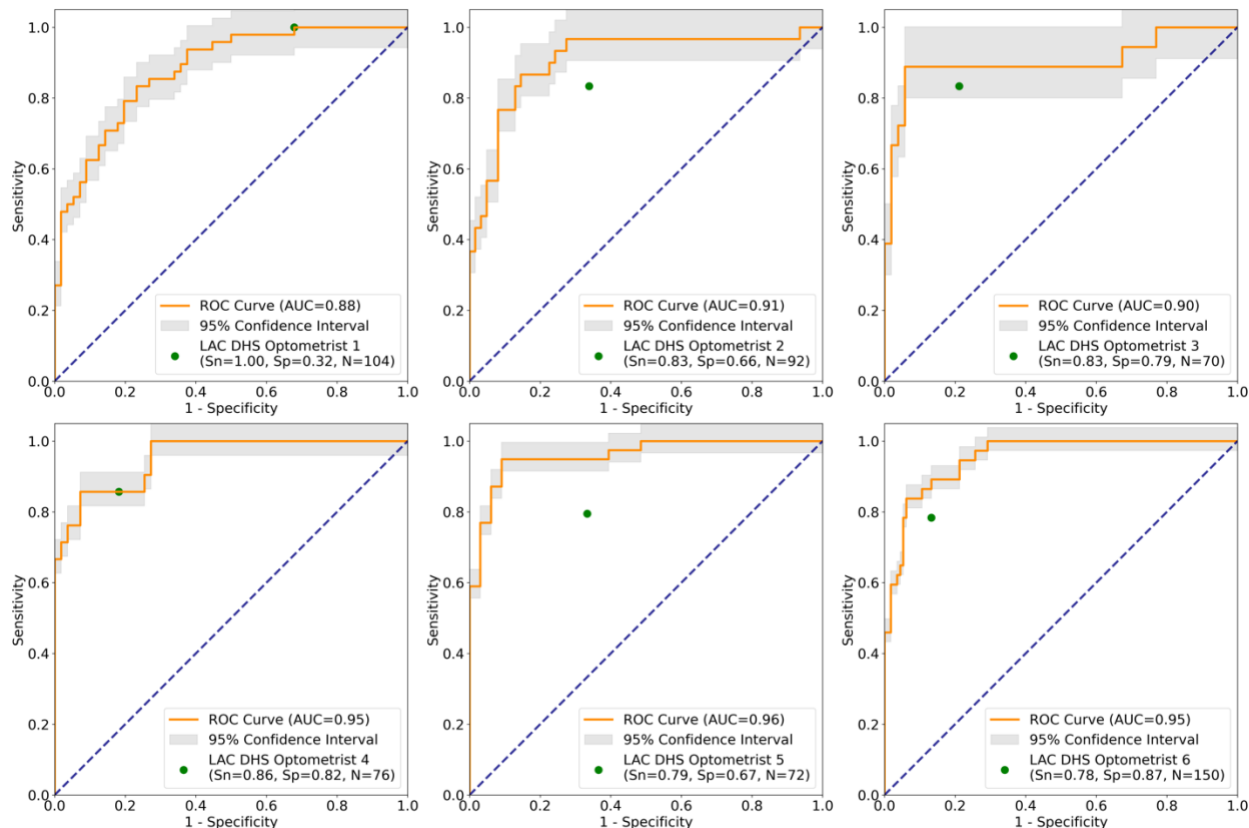 1.0
0.8
0.6
0.4
0.2
0.0
Sensitivity
0.0 0.2 0.4 0.6 0.8 1.0
1 - Specificity
ROC Curve (AUC=0.88)
95% Confidence Interval
LAC DHS Optometrist 1
(Sn=1.00, Sp=0.32, N=104)
1.0
0.8
0.6
0.4
0.2
0.0
Sensitivity
0.0 0.2 0.4 0.6 0.8 1.0
1 - Specificity
ROC Curve (AUC=0.91)
95% Confidence Interval
LAC DHS Optometrist 2
(Sn=0.83, Sp=0.66, N=92)
1.0
0.8
0.6
0.4
0.2
0.0
Sensitivity
0.0 0.2 0.4 0.6 0.8 1.0
1 - Specificity
ROC Curve (AUC=0.90)
95% Confidence Interval
LAC DHS Optometrist 3
(Sn=0.83, Sp=0.79, N=70)
1.0
0.8
0.6
0.4
0.2
0.0
Sensitivity
0.0 0.2 0.4 0.6 0.8 1.0
1 - Specificity
ROC Curve (AUC=0.95)
95% Confidence Interval
LAC DHS Optometrist 4
(Sn=0.86, Sp=0.82, N=76)
1.0
0.8
0.6
0.4
0.2
0.0
Sensitivity
0.0 0.2 0.4 0.6 0.8 1.0
1 - Specificity
ROC Curve (AUC=0.96)
95% Confidence Interval
LAC DHS Optometrist 5
(Sn=0.79, Sp=0.67, N=72)
1.0
0.8
0.6
0.4
0.2
0.0
Sensitivity
0.0 0.2 0.4 0.6 0.8 1.0
1 - Specificity
ROC Curve (AUC=0.95)
95% Confidence Interval
LAC DHS Optometrist 6
(Sn=0.78, Sp=0.87, N=150)